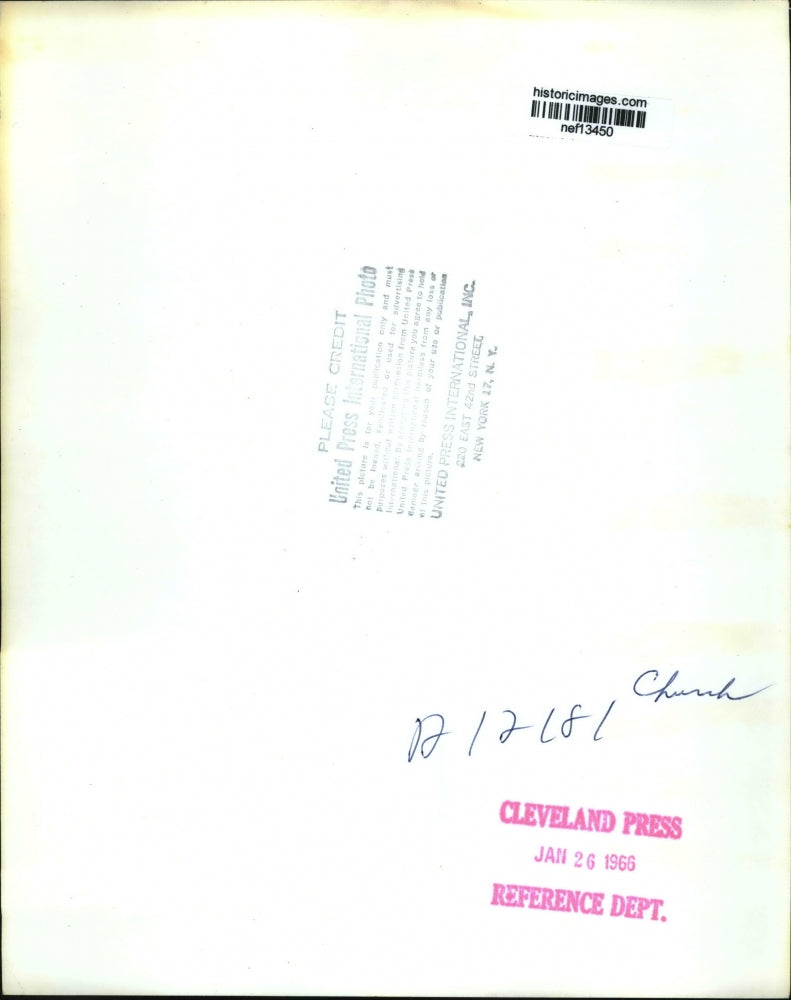 historicimages.com
nef13450
PLEASE CREDIT
United Press International Photo
This picture is for your publication only and must
not be loaned, syndicated or used for advertising
purposes without written permission from United Press
International. By accepting this picture you agree to hold
United Press International harmless from any loss or
damage arising by reason of your use or publication
of this picture.
UNITED PRESS INTERNATIONAL, INC.
220 EAST 42nd STREET
NEW YORK 17, N. Y.
Church
12181
CLEVELAND PRESS
JAN 26 1966
REFERENCE DEPT.